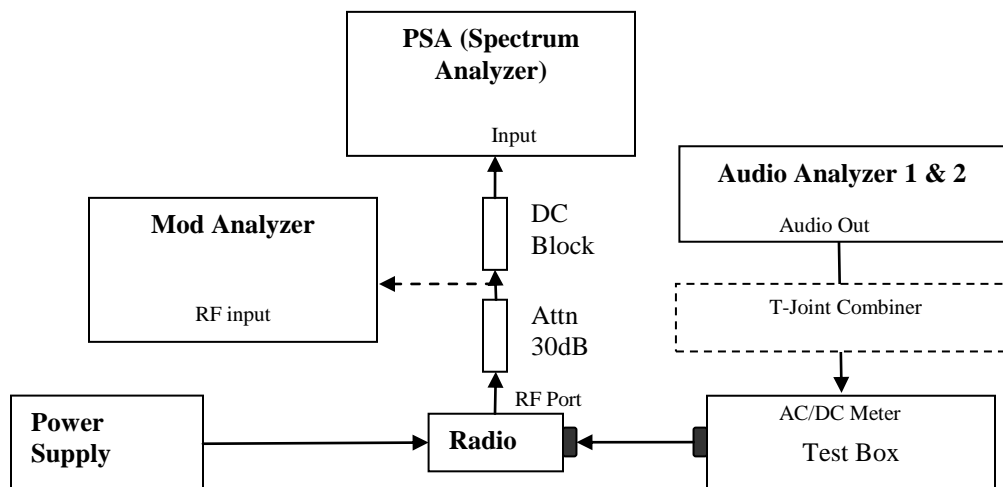 PSA (Spectrum
Analyzer)
Input
Audio Analyzer 1 & 2
Audio Out
Mod Analyzer
RF input
DC
Block
T-Joint Combiner
Attn
30dB
RF Port
Power
Supply
Radio
AC/DC Meter
Test Box